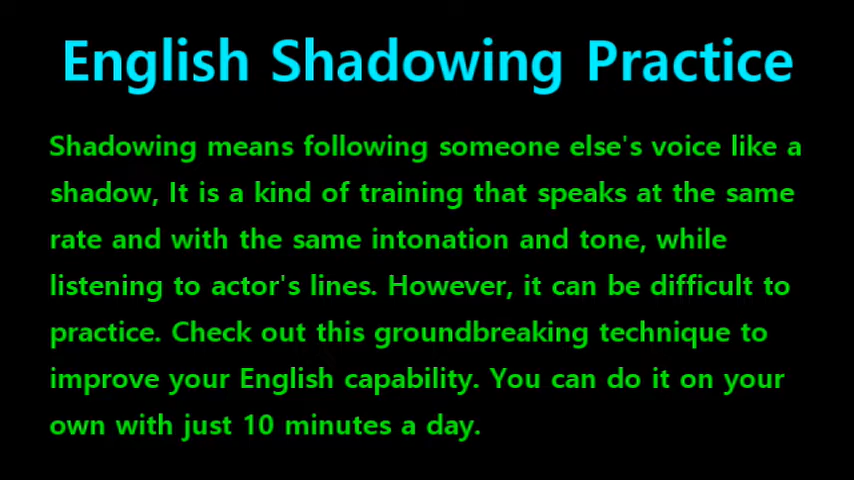 English Shadowing Practice
Shadowing means following someone else's voice like a
shadow, It is a kind of training that speaks at the same
rate and with the same intonation and tone, while
listening to actor's lines. However, it can be difficult to
practice. Check out this groundbreaking technique to
improve your English capability. You can do it on your
own with just 10 minutes a day.